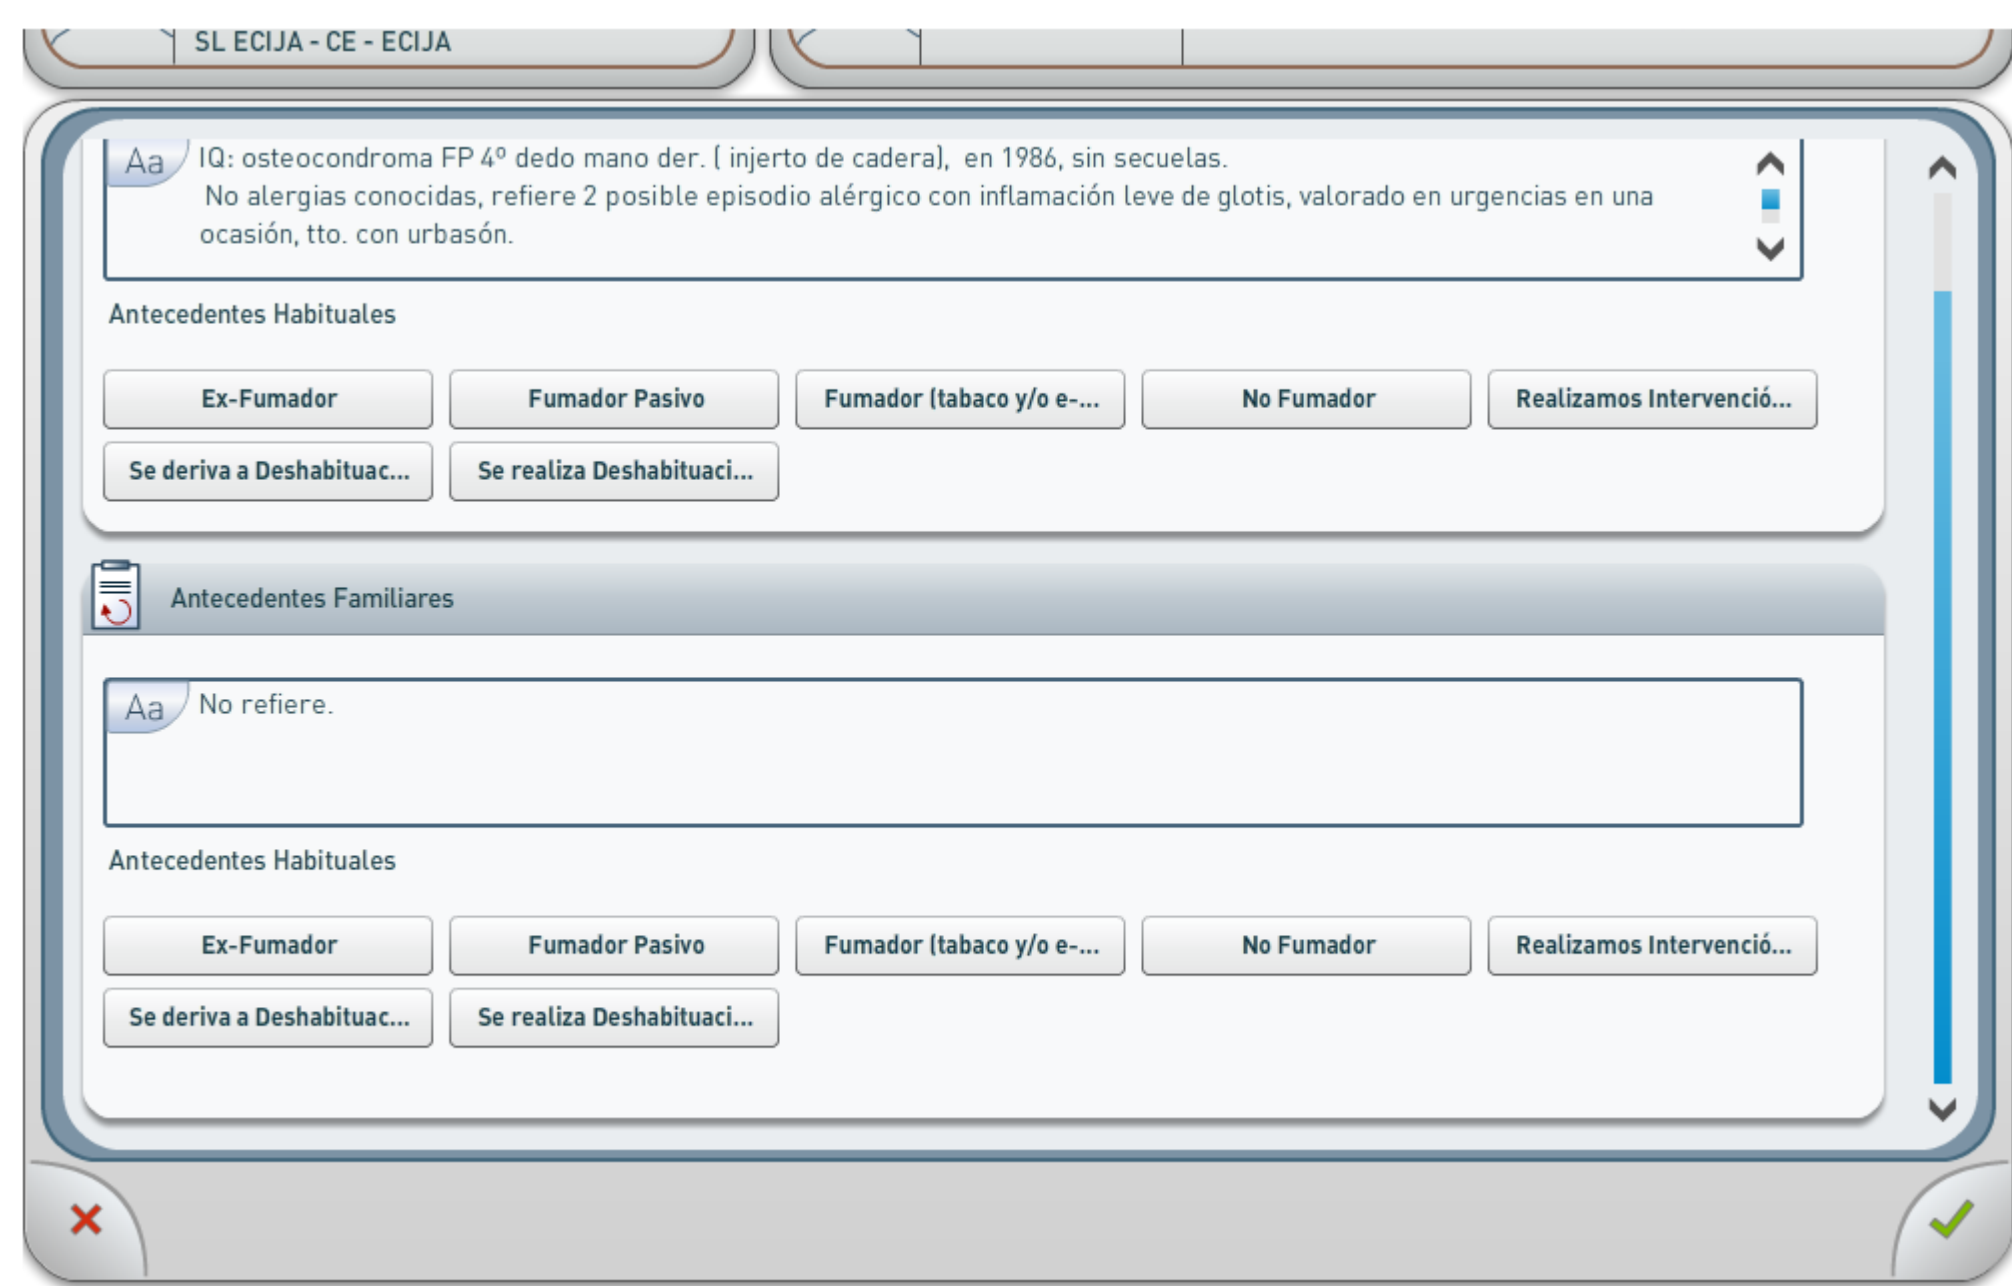 SL ECIJA - CE - ECIJA
Aa
IQ: osteocondroma FP 4º dedo mano der. ( injerto de cadera), en 1986, sin secuelas.
No alergias conocidas, refiere 2 posible episodio alérgico con inflamación leve de glotis, valorado en urgencias en una
ocasión, tto. con urbasón.
Antecedentes Habituales
Ex-Fumador Fumador Pasivo Fumador (tabaco y/o e-... No Fumador Realizamos Intervenció...
Se deriva a Deshabituac... Se realiza Deshabituaci...
Antecedentes Familiares
Aa No refiere.
Antecedentes Habituales
Ex-Fumador Fumador Pasivo Fumador (tabaco y/o e-... No Fumador Realizamos Intervenció...
Se deriva a Deshabituac... Se realiza Deshabituaci...